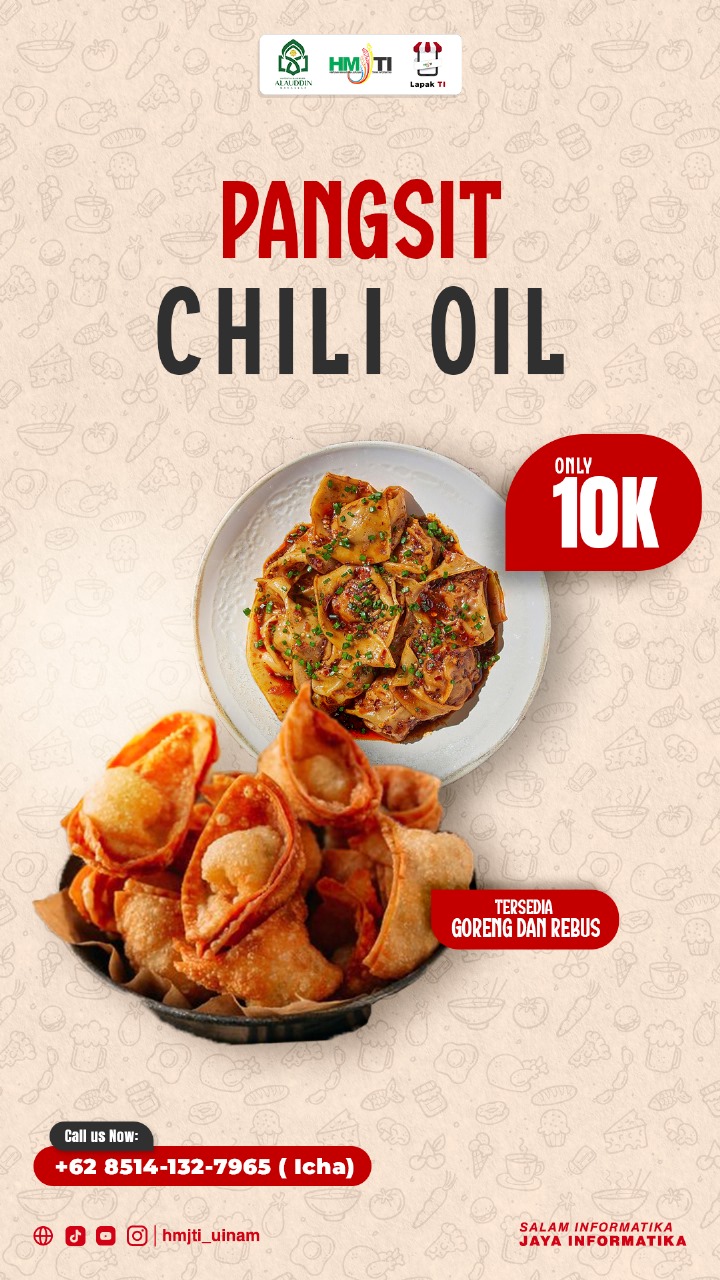 ALAUDDIN
HMJTI
Lapak TI
PANGSIT
CHILI OIL
ONLY
10K
TERSEDIA
GORENG DAN REBUS
Call us Now:
+62 8514-132-7965 ( Icha)
hmjti_uinam
SALAM INFORMATIKA
JAYA INFORMATIKA